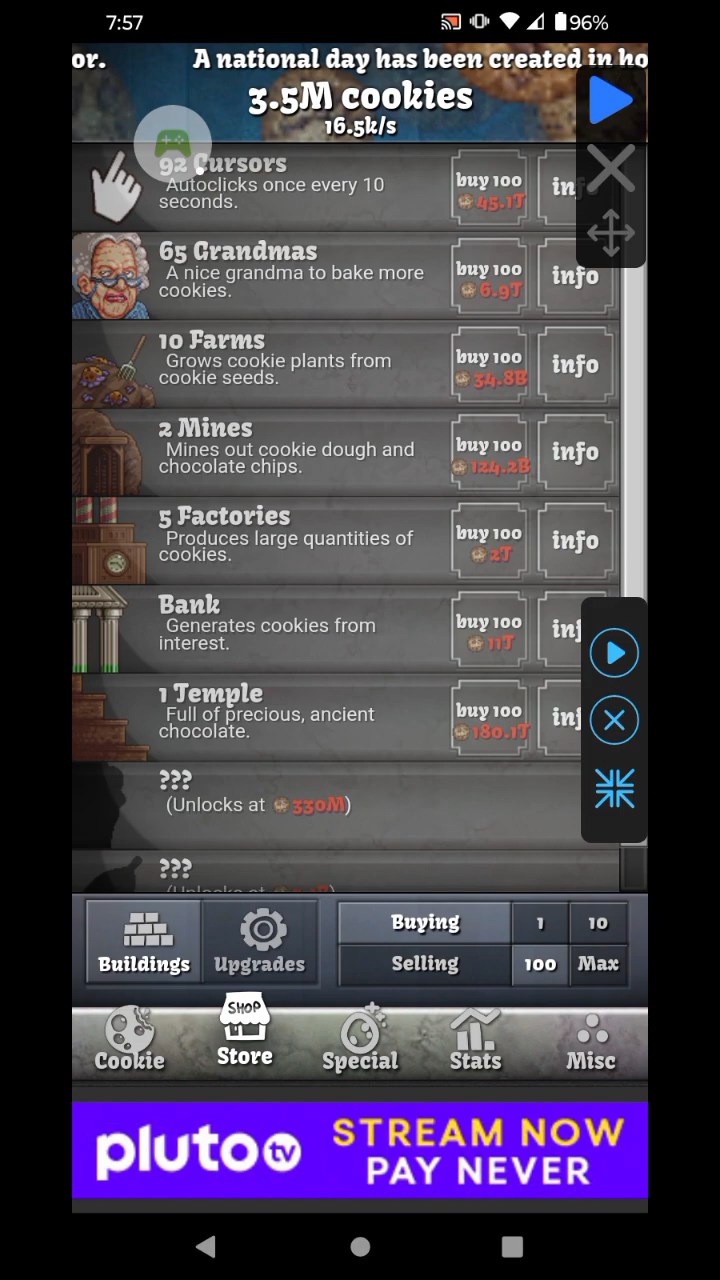 7:57
96%
or. A national day has been created in ho
3.5M cookies
16.5k/s
92 Cursors
Autoclicks once every 10
seconds.
buy 100
45.1T
info
65 Grandmas
A nice grandma to bake more
cookies.
buy 100
6.9T
info
10 Farms
Grows cookie plants from
cookie seeds.
buy 100
34.8B
info
2 Mines
Mines out cookie dough and
chocolate chips.
buy 100
124.2B
info
5 Factories
Produces large quantities of
cookies.
buy 100
2T
info
Bank
Generates cookies from
interest.
buy 100
11T
inf
1 Temple
Full of precious, ancient
chocolate.
buy 100
180.1T
inf
???
(Unlocks at 330M)
???
(Unlocks at
Buildings
Upgrades
Buying 1 10
Selling 100 Max
SHOP
Cookie Store Special Stats Misc
pluto tv
STREAM NOW
PAY NEVER